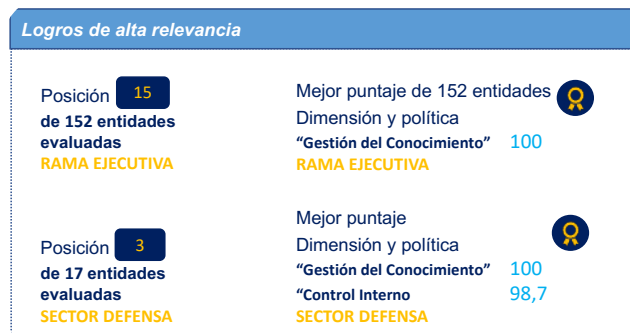 Logros de alta relevancia
Posición 15
de 152 entidades
evaluadas
RAMA EJECUTIVA
Mejor puntaje de 152 entidades
Dimensión y política
“Gestión del Conocimiento” 100
RAMA EJECUTIVA
Posición 3
de 17 entidades
evaluadas
SECTOR DEFENSA
Mejor puntaje
Dimensión y política
“Gestión del Conocimiento” 100
“Control Interno 98,7
SECTOR DEFENSA